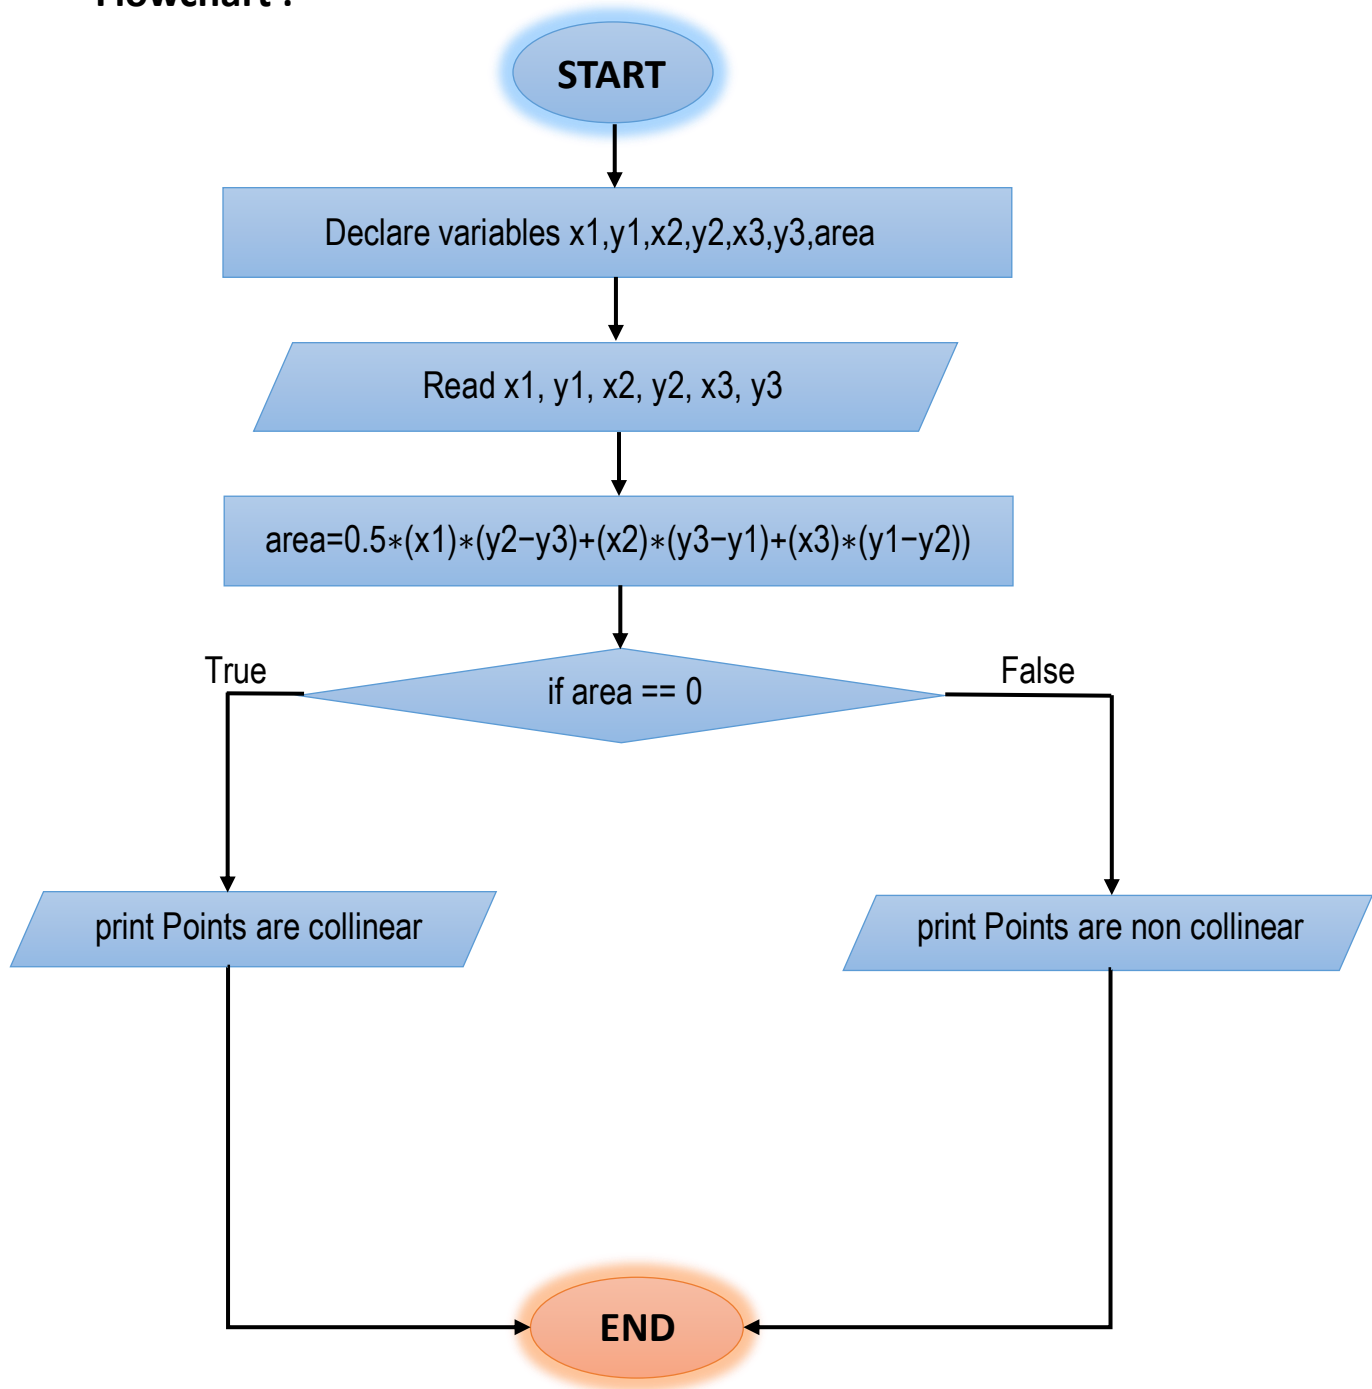 Flowchart :
START
Declare variables x1,y1,x2,y2,x3,y3,area
Read x1, y1, x2, y2, x3, y3
area=0.5∗(x1)∗(y2−y3)+(x2)∗(y3−y1)+(x3)∗(y1−y2))
True
if area == 0
False
print Points are collinear
print Points are non collinear
END